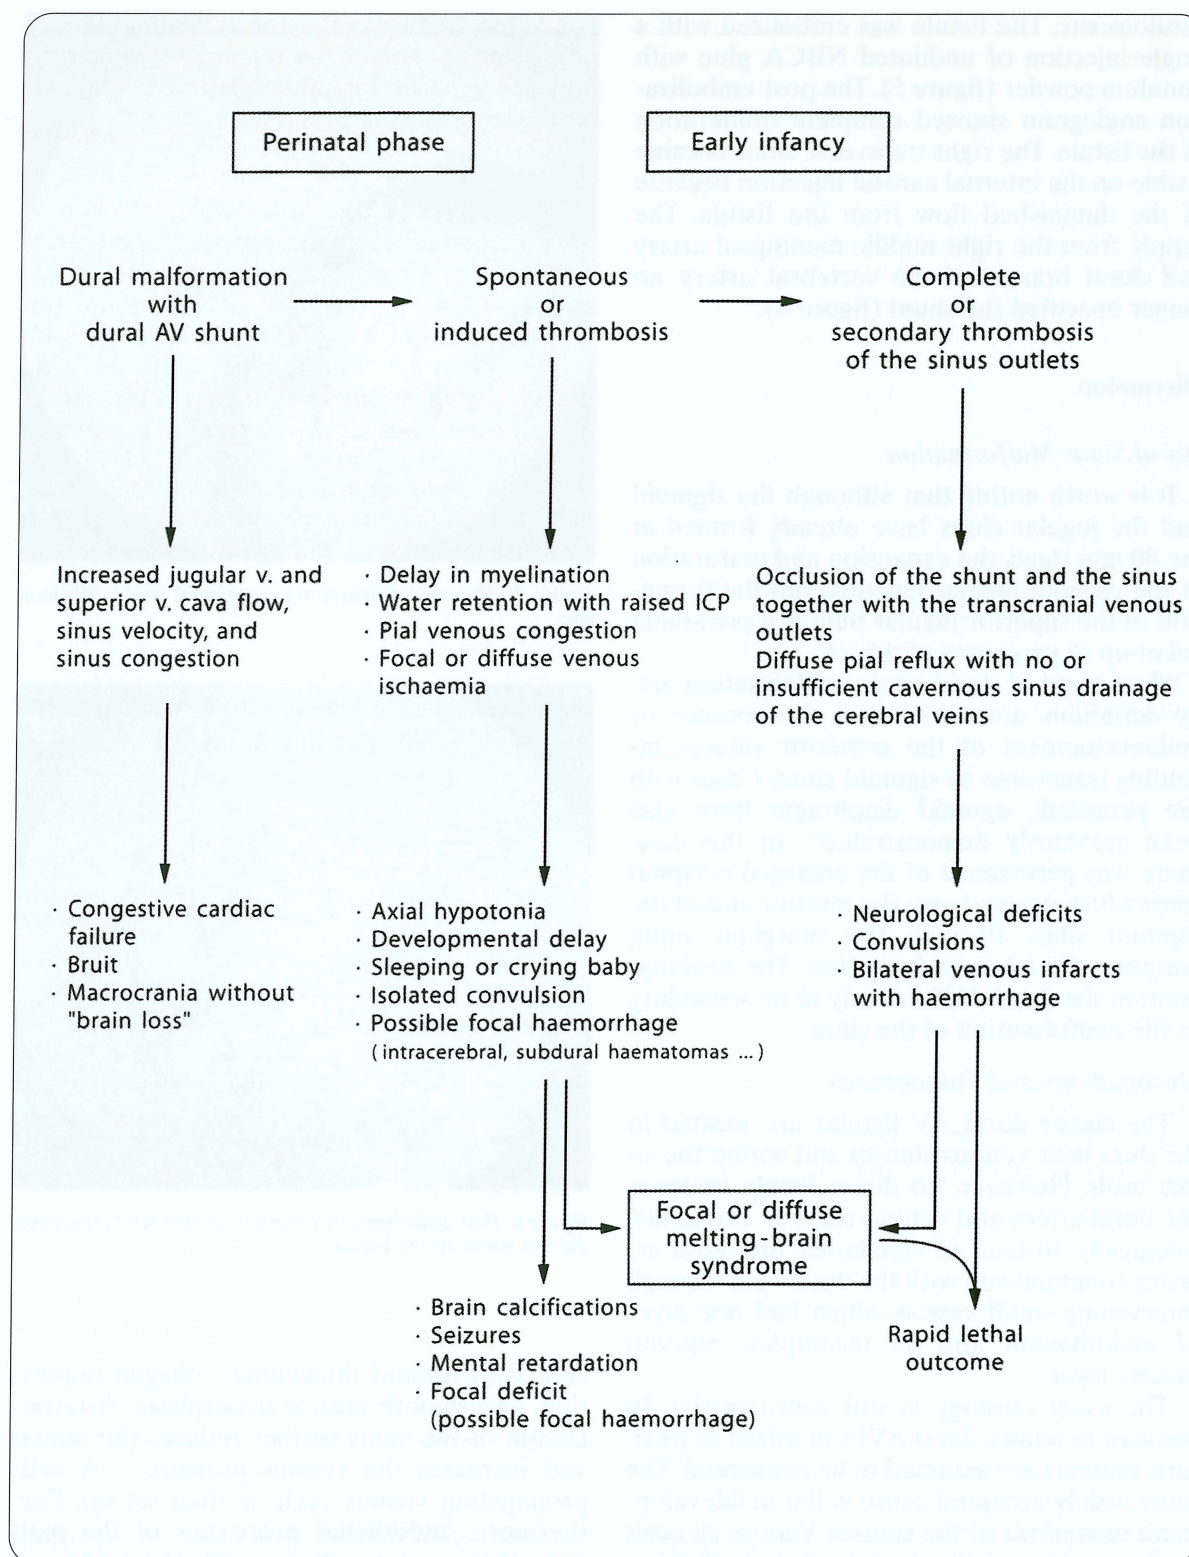 Perinatal phase
Early infancy
Dural malformation
with
dural AV shunt
Spontaneous
or
induced thrombosis
Complete
or
secondary thrombosis
of the sinus outlets
Increased jugular v. and
superior v. cava flow,
sinus velocity, and
sinus congestion
· Delay in myelination
· Water retention with raised ICP
· Pial venous congestion
· Focal or diffuse venous
ischaemia
Occlusion of the shunt and the sinus
together with the transcranial venous
outlets
Diffuse pial reflux with no or
insufficient cavernous sinus drainage
of the cerebral veins
· Congestive cardiac
failure
· Bruit
· Macrocrania without
"brain loss"
· Axial hypotonia
· Developmental delay
· Sleeping or crying baby
· Isolated convulsion
· Possible focal haemorrhage
(intracerebral, subdural haematomas ...)
· Neurological deficits
· Convulsions
· Bilateral venous infarcts
with haemorrhage
Focal or diffuse
melting-brain
syndrome
· Brain calcifications
· Seizures
· Mental retardation
· Focal deficit
(possible focal haemorrhage)
Rapid lethal
outcome